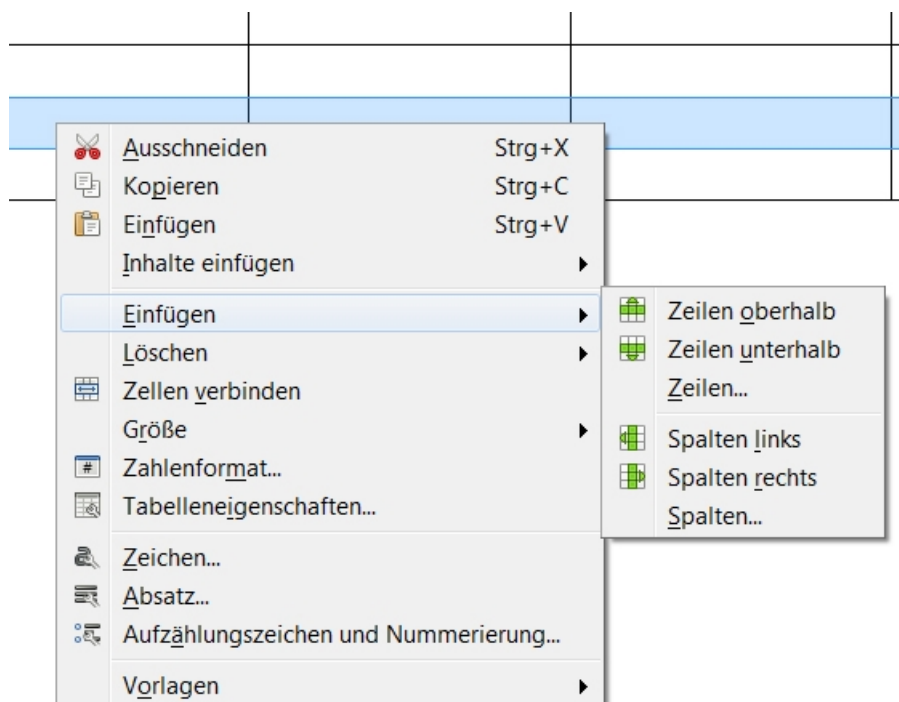 Ausschneiden Strg+X
Kopieren Strg+C
Einfügen Strg+V
Inhalte einfügen
Einfügen
Löschen
Zellen verbinden
Größe
Zahlenformat...
Tabelleneigenschaften...
Zeichen...
Absatz...
Aufzählungszeichen und Nummerierung...
Vorlagen
Zeilen oberhalb
Zeilen unterhalb
Zeilen...
Spalten links
Spalten rechts
Spalten...